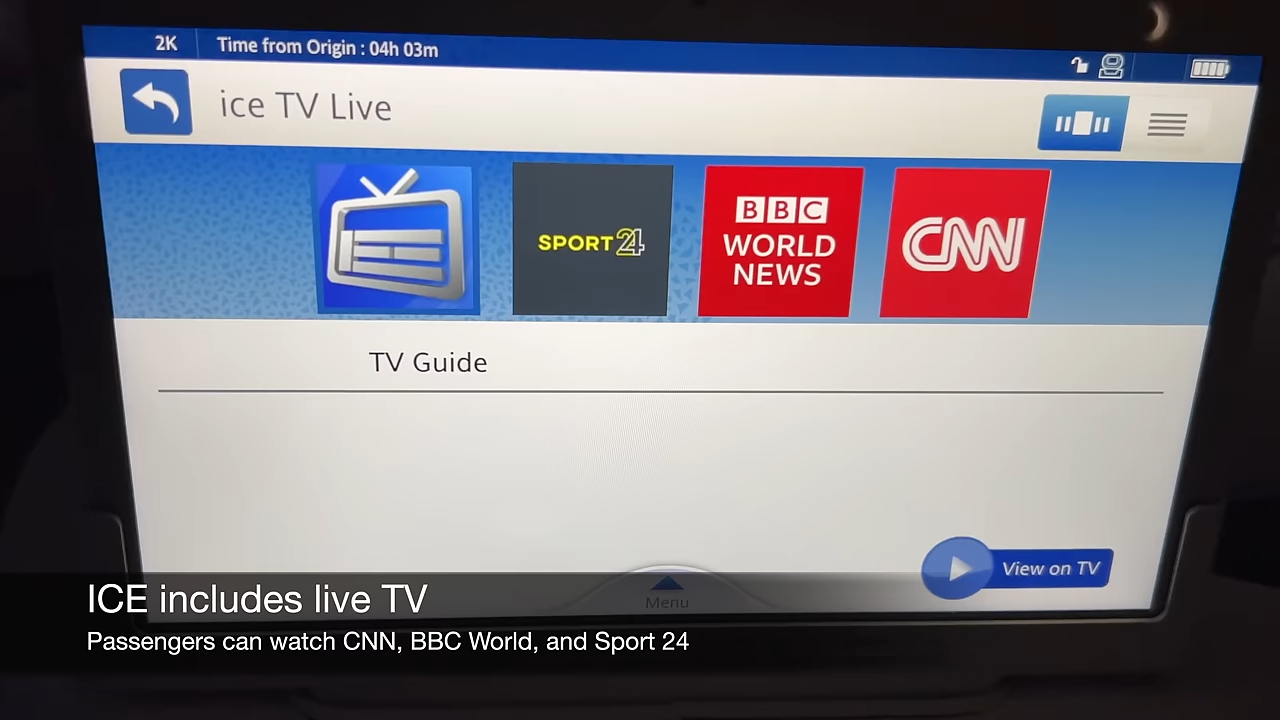 2K
Time from Origin : 04h 03m
ice TV Live
SPORT 24
BBC
WORLD
NEWS
CNN
TV Guide
View on TV
Menu
ICE includes live TV
Passengers can watch CNN, BBC World, and Sport 24